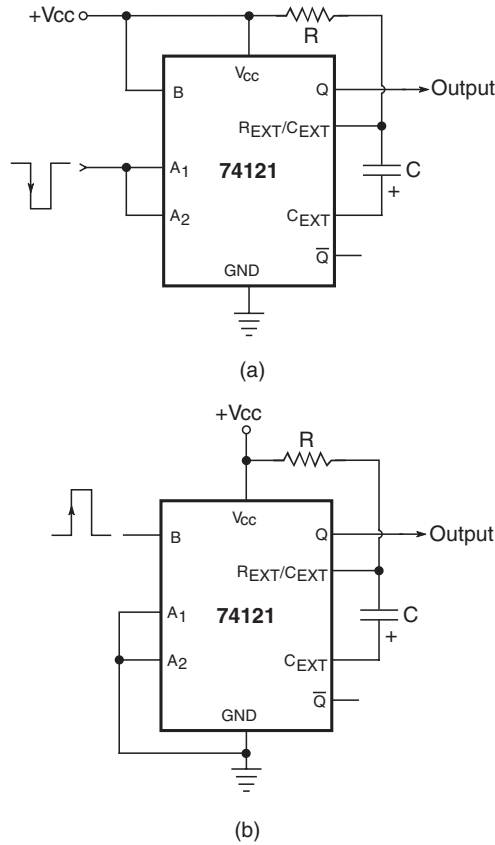 +VCC
R
VCC
B
Q
Output
REXT/CEXT
A1
74121
C
+
A2
CEXT
Q̅
GND
(a)
+VCC
R
VCC
B
Q
Output
REXT/CEXT
A1
74121
C
+
A2
CEXT
Q̅
GND
(b)